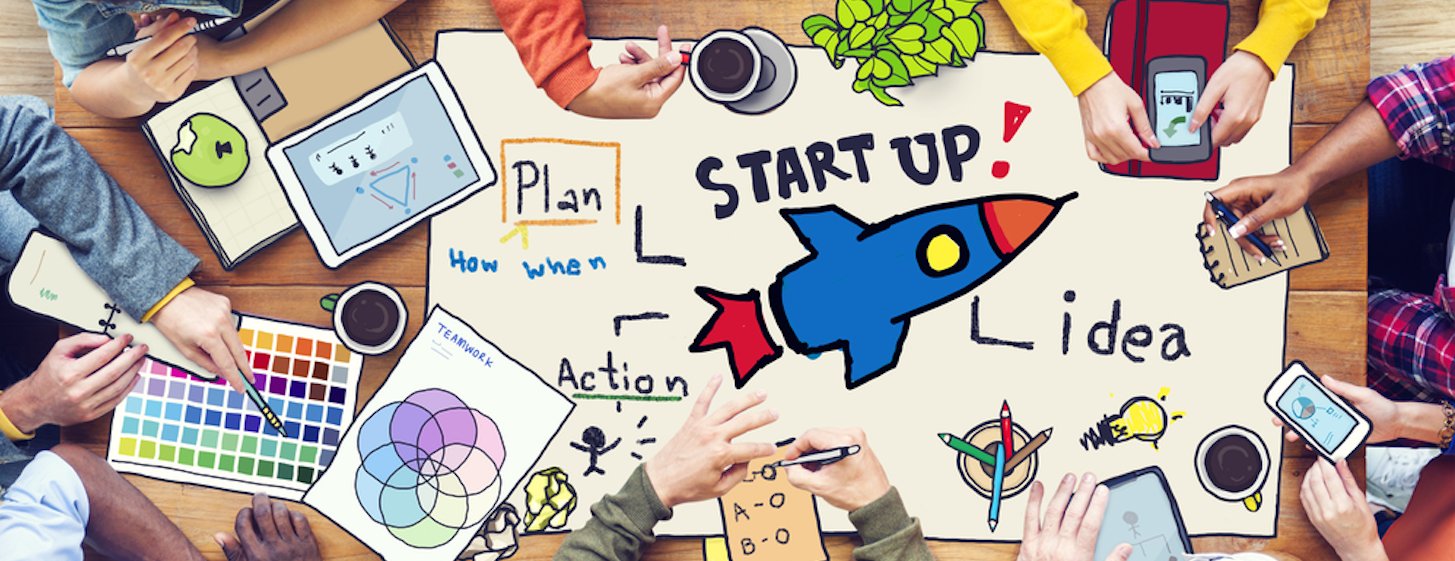 START UP!
Plan
How when
idea
TEAMWORK
Action
A-O
B-O